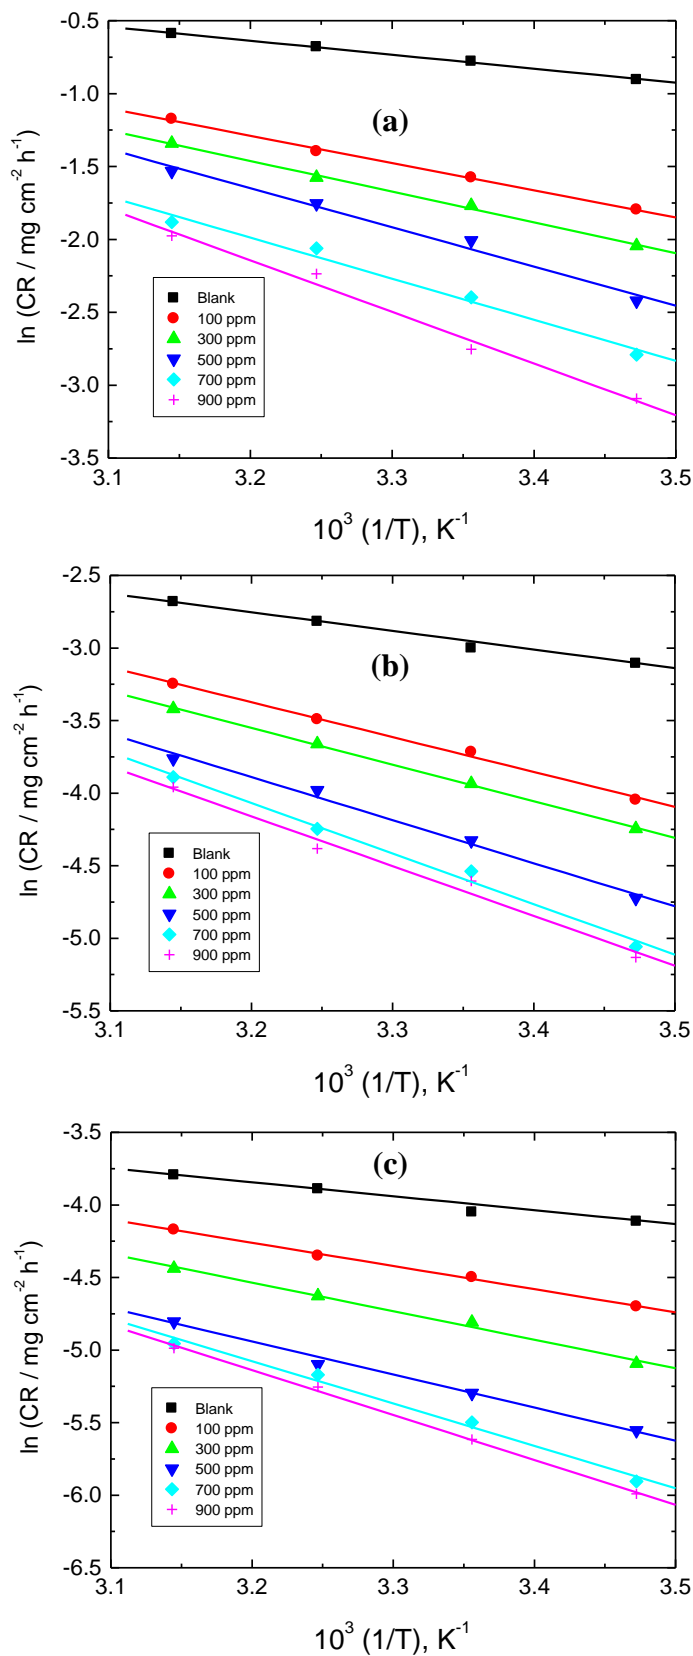 -0.5
-1.0
(a)
-1.5
-2.0
-2.5
-3.0
-3.5
ln (CR / mg cm⁻² h⁻¹)
Blank
100 ppm
300 ppm
500 ppm
700 ppm
900 ppm
3.1 3.2 3.3 3.4 3.5
10³ (1/T), K⁻¹
-2.5
-3.0
(b)
-3.5
-4.0
-4.5
-5.0
-5.5
ln (CR / mg cm⁻² h⁻¹)
Blank
100 ppm
300 ppm
500 ppm
700 ppm
900 ppm
3.1 3.2 3.3 3.4 3.5
10³ (1/T), K⁻¹
-3.5
(c)
-4.0
-4.5
-5.0
-5.5
-6.0
-6.5
ln (CR / mg cm⁻² h⁻¹)
Blank
100 ppm
300 ppm
500 ppm
700 ppm
900 ppm
3.1 3.2 3.3 3.4 3.5
10³ (1/T), K⁻¹